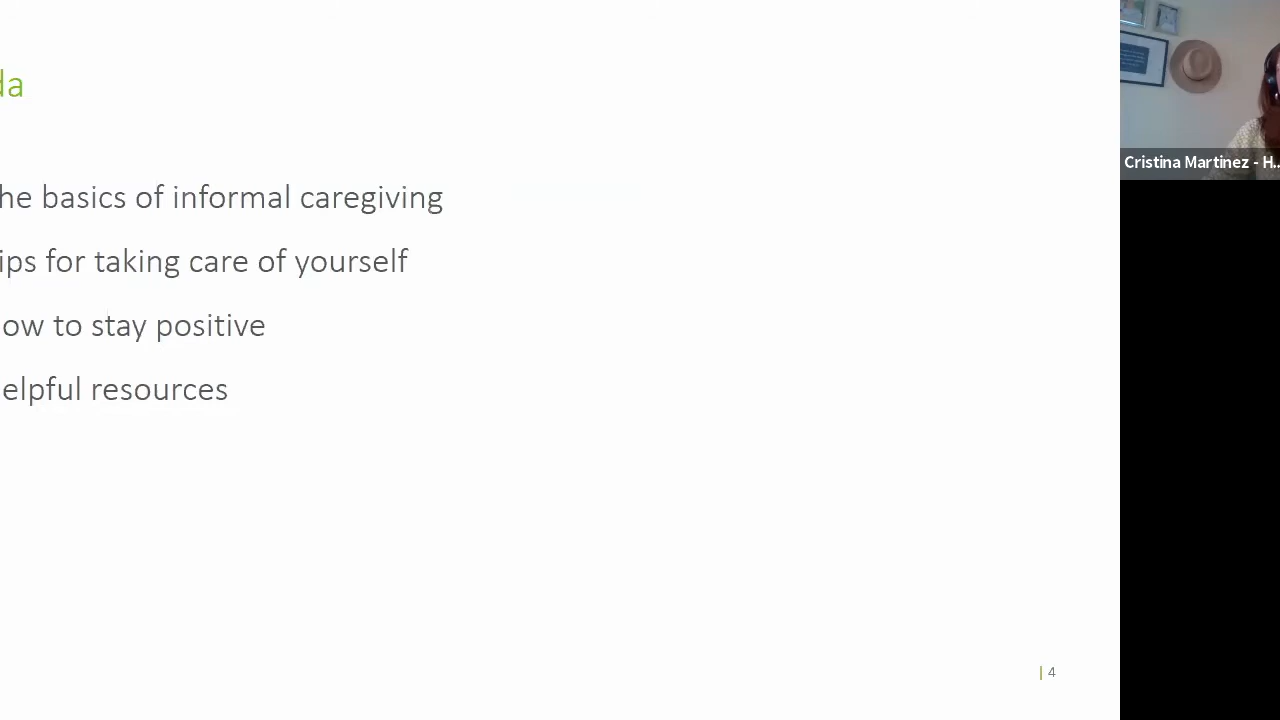 da
he basics of informal caregiving
ips for taking care of yourself
ow to stay positive
elpful resources
Cristina Martinez - H...
| 4